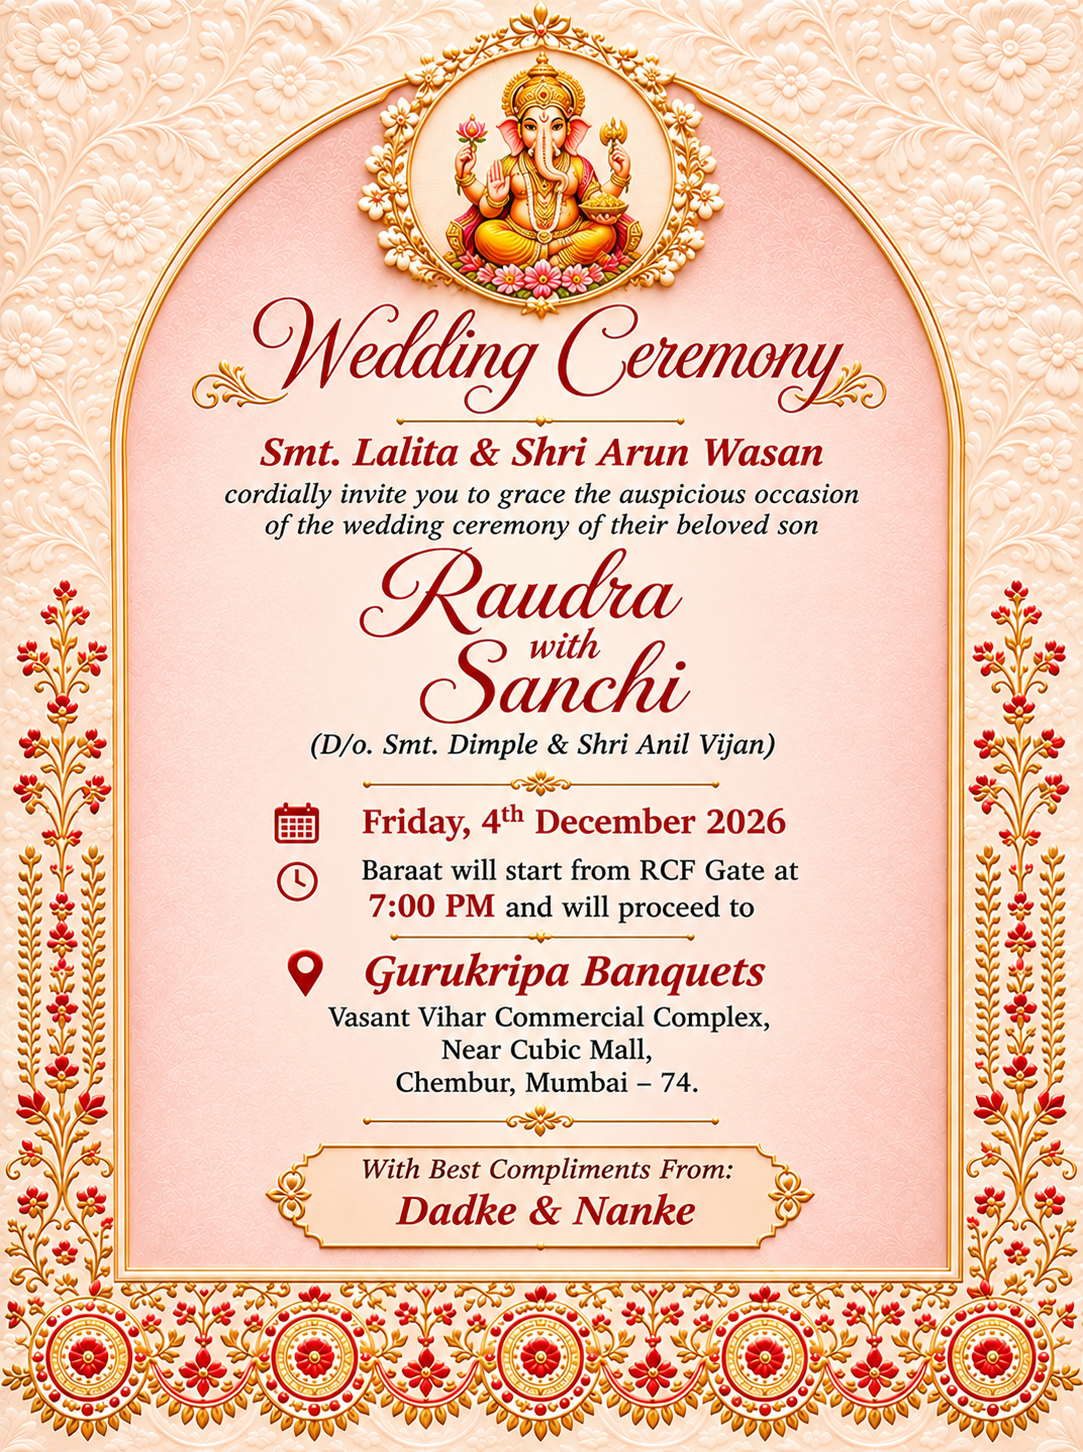 Wedding Ceremony
Smt. Lalita & Shri Arun Wasan
cordially invite you to grace the auspicious occasion
of the wedding ceremony of their beloved son
Raudra
with
Sanchi
(D/o. Smt. Dimple & Shri Anil Vijan)
Friday, 4th December 2026
Baraat will start from RCF Gate at
7:00 PM and will proceed to
Gurukripa Banquets
Vasant Vihar Commercial Complex,
Near Cubic Mall,
Chembur, Mumbai – 74.
With Best Compliments From:
Dadke & Nanke